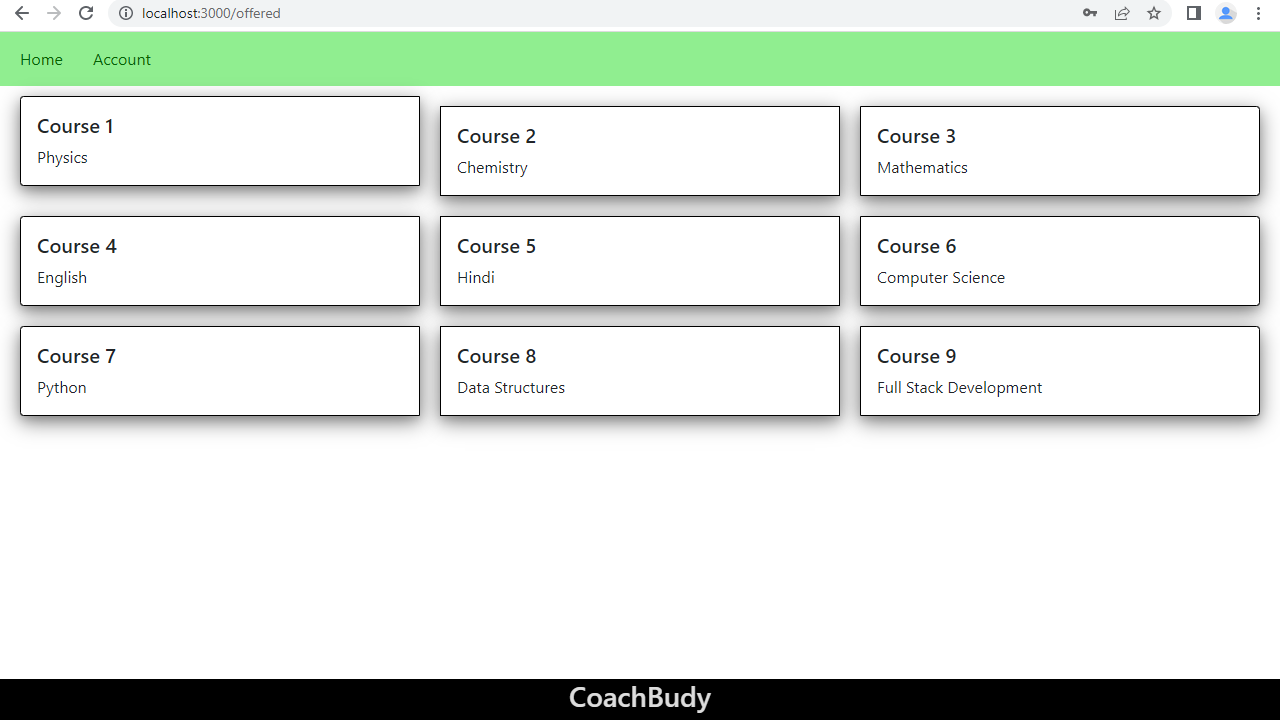 localhost:3000/offered
Home Account
Course 1
Physics
Course 2
Chemistry
Course 3
Mathematics
Course 4
English
Course 5
Hindi
Course 6
Computer Science
Course 7
Python
Course 8
Data Structures
Course 9
Full Stack Development
CoachBudy